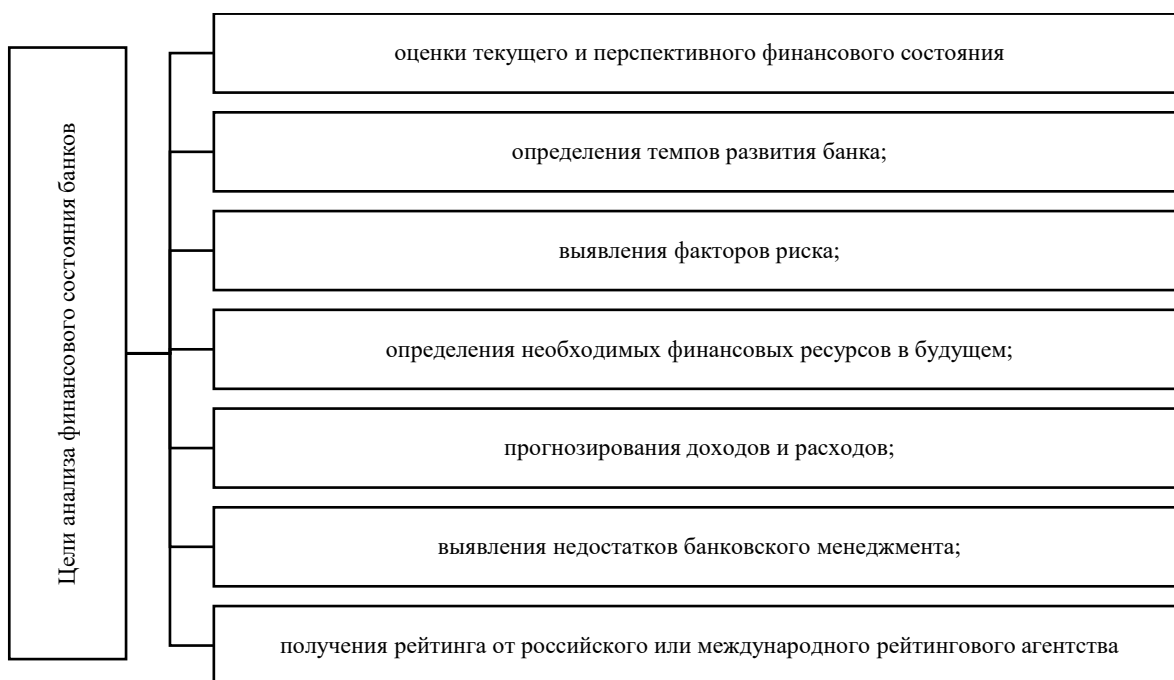 Цели анализа финансового состояния банков
оценки текущего и перспективного финансового состояния
определения темпов развития банка;
выявления факторов риска;
определения необходимых финансовых ресурсов в будущем;
прогнозирования доходов и расходов;
выявления недостатков банковского менеджмента;
получения рейтинга от российского или международного рейтингового агентства